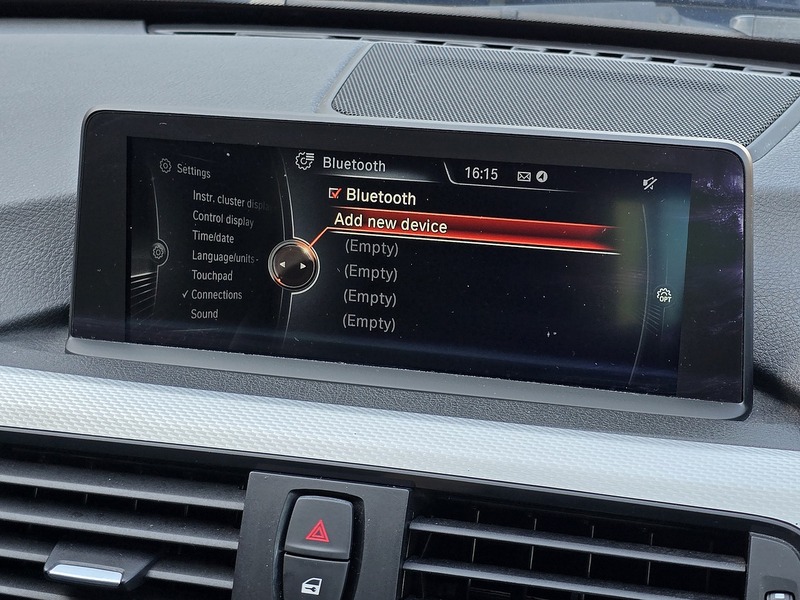 Settings
Instr. cluster
Control display
Time/date
Language/units
Touchpad
Connections
Sound
Bluetooth
16:15
Bluetooth
Add new device
(Empty)
(Empty)
(Empty)
(Empty)
OPT